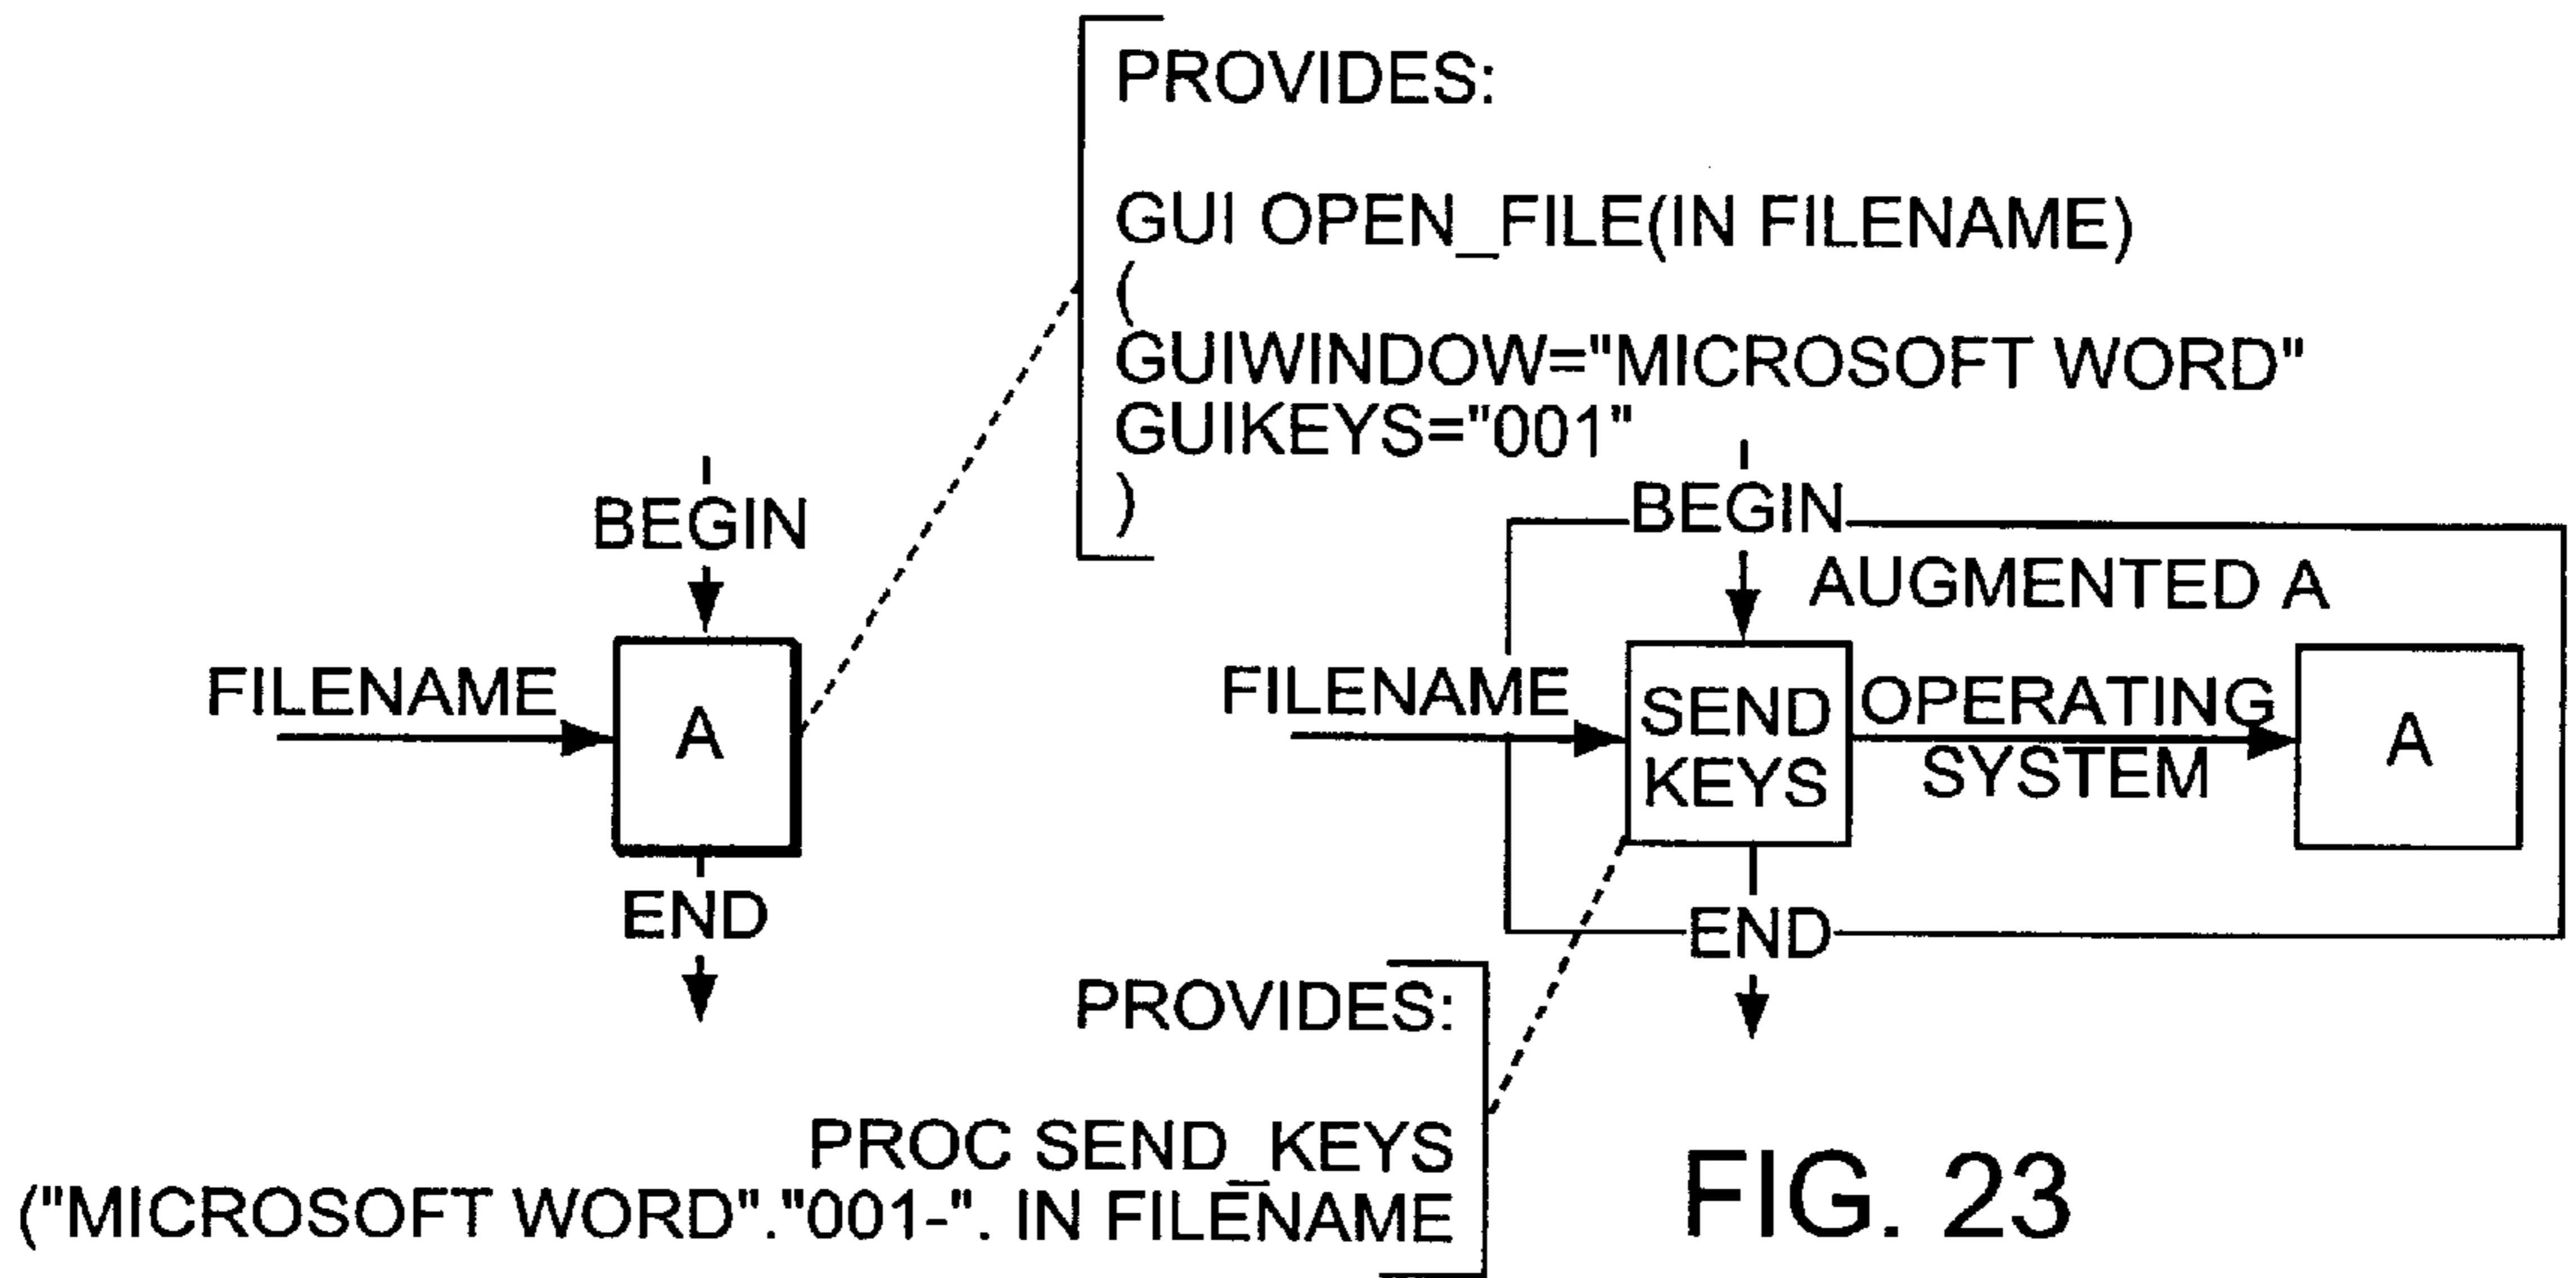 PROVIDES:
GUI OPEN_FILE(IN FILENAME)
(
GUIWINDOW="MICROSOFT WORD"
GUIKEYS="001"
)
BEGIN
FILENAME
A
END
BEGIN
AUGMENTED A
FILENAME
SEND
KEYS
OPERATING
SYSTEM
A
END
PROVIDES:
PROC SEND_KEYS
("MICROSOFT WORD"."001-". IN FILENAME
FIG. 23